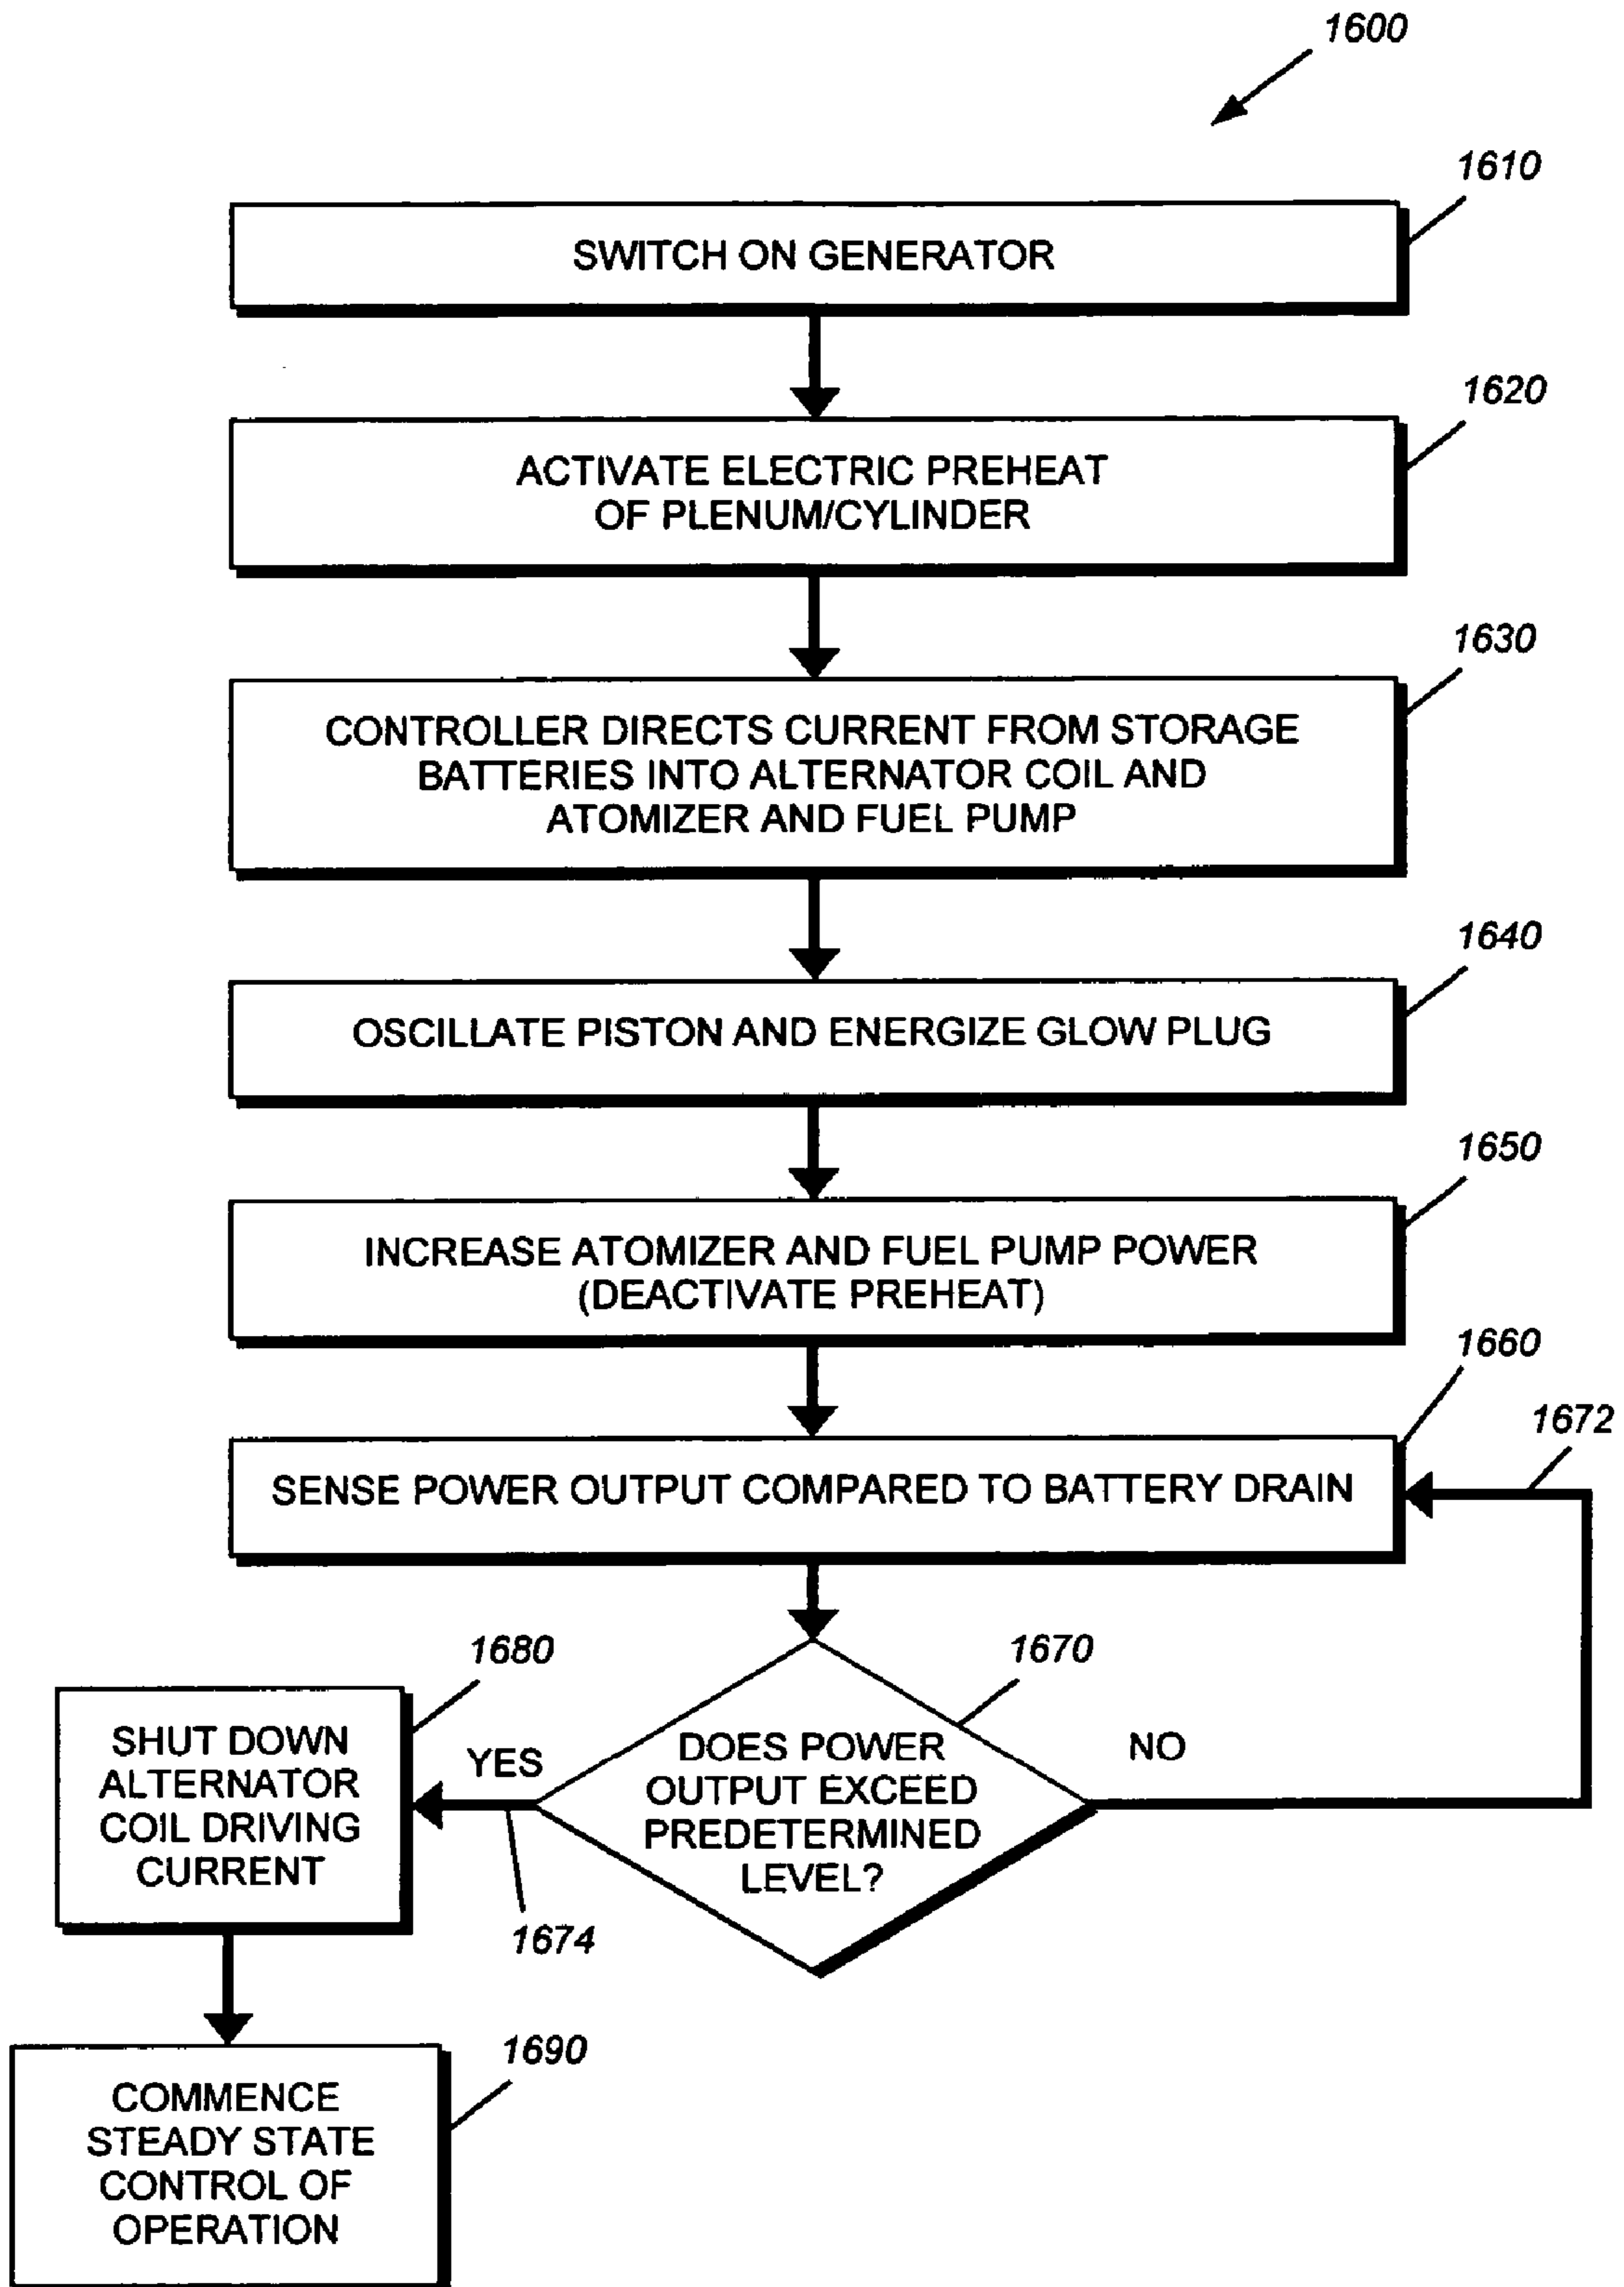 1600
1610
SWITCH ON GENERATOR
1620
ACTIVATE ELECTRIC PREHEAT
OF PLENUM/CYLINDER
1630
CONTROLLER DIRECTS CURRENT FROM STORAGE
BATTERIES INTO ALTERNATOR COIL AND
ATOMIZER AND FUEL PUMP
1640
OSCILLATE PISTON AND ENERGIZE GLOW PLUG
1650
INCREASE ATOMIZER AND FUEL PUMP POWER
(DEACTIVATE PREHEAT)
1660
1672
SENSE POWER OUTPUT COMPARED TO BATTERY DRAIN
1670
DOES POWER
OUTPUT EXCEED
PREDETERMINED
LEVEL?
NO
YES
1674
1680
SHUT DOWN
ALTERNATOR
COIL DRIVING
CURRENT
1690
COMMENCE
STEADY STATE
CONTROL OF
OPERATION